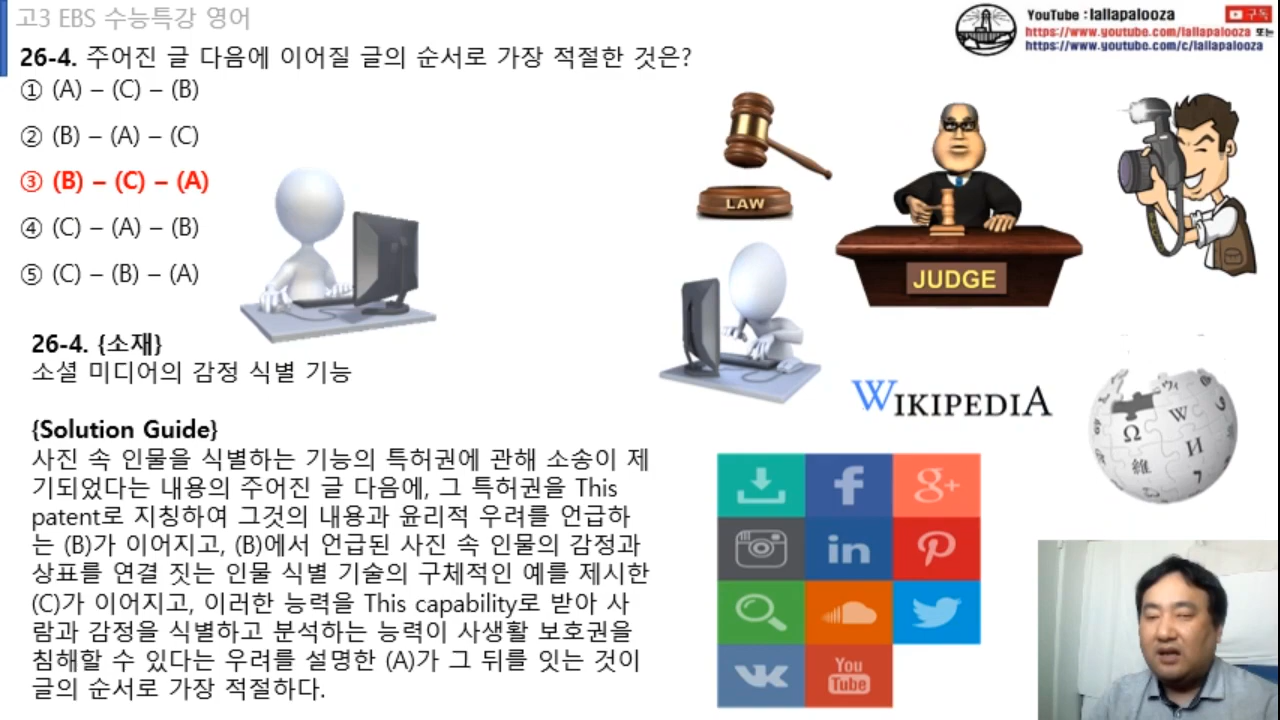 고3 EBS 수능특강 영어
YouTube : lallapalooza
구독
https://www.youtube.com/lallapalooza 또는
https://www.youtube.com/c/lallapalooza
26-4. 주어진 글 다음에 이어질 글의 순서로 가장 적절한 것은?
① (A) – (C) – (B)
② (B) – (A) – (C)
③ (B) – (C) – (A)
④ (C) – (A) – (B)
⑤ (C) – (B) – (A)
LAW
JUDGE
WIKIPEDIA
Ω
W
И
維
26-4. {소재}
소셜 미디어의 감정 식별 기능
{Solution Guide}
사진 속 인물을 식별하는 기능의 특허권에 관해 소송이 제
기되었다는 내용의 주어진 글 다음에, 그 특허권을 This
patent로 지칭하여 그것의 내용과 윤리적 우려를 언급하
는 (B)가 이어지고, (B)에서 언급된 사진 속 인물의 감정과
상표를 연결 짓는 인물 식별 기술의 구체적인 예를 제시한
(C)가 이어지고, 이러한 능력을 This capability로 받아 사
람과 감정을 식별하고 분석하는 능력이 사생활 보호권을
침해할 수 있다는 우려를 설명한 (A)가 그 뒤를 잇는 것이
글의 순서로 가장 적절하다.
f
g+
in
You
Tube